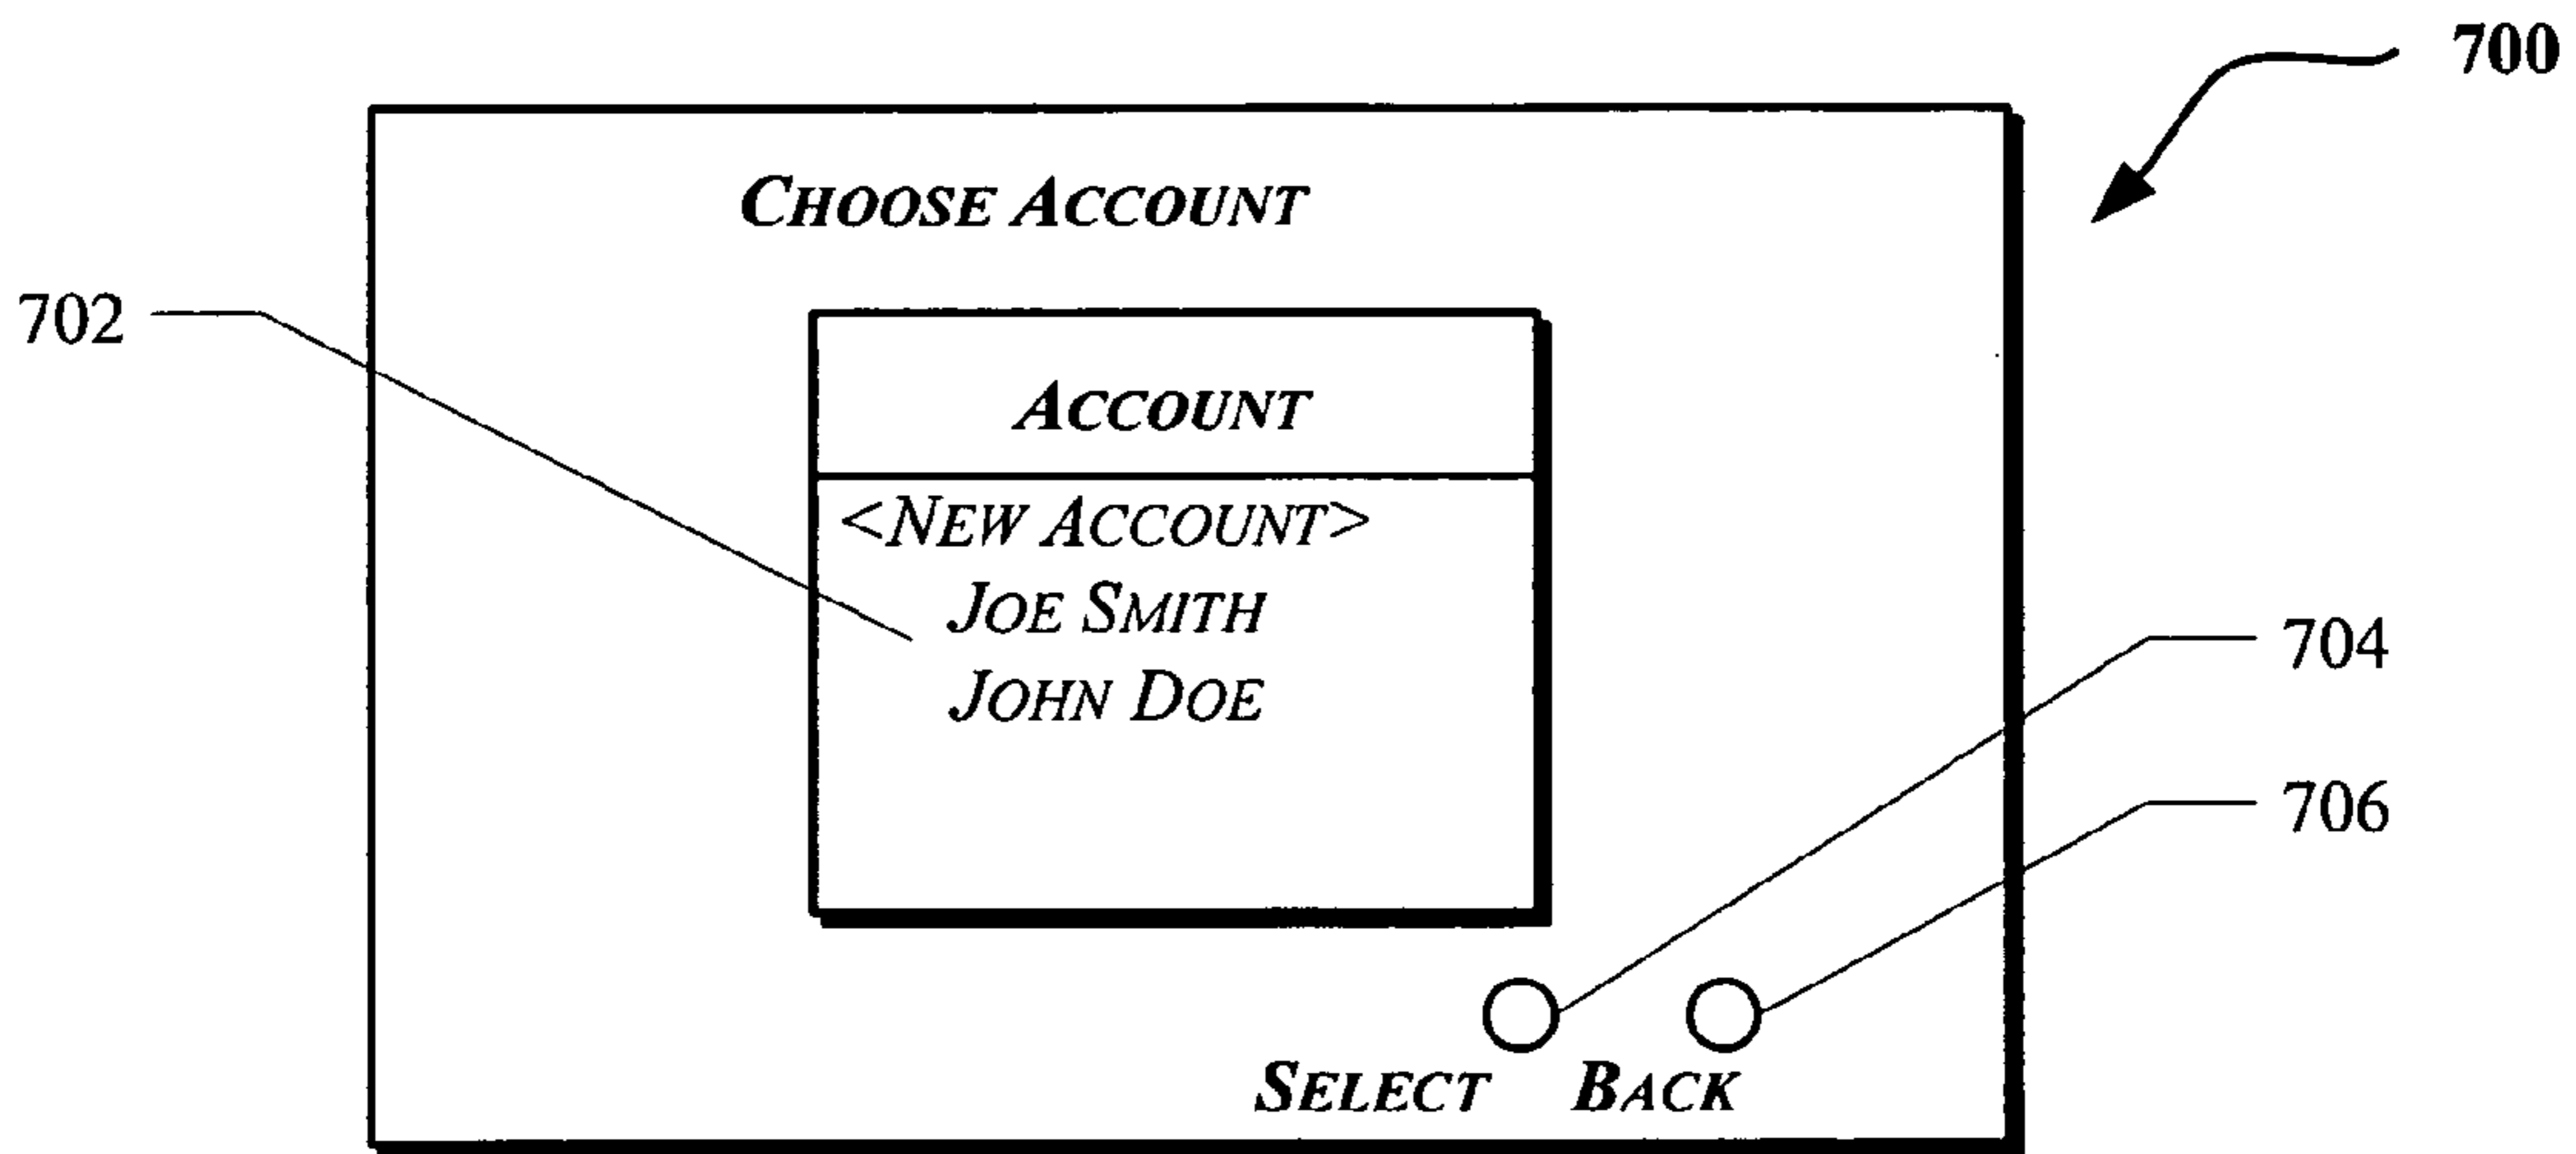 700
CHOOSE ACCOUNT
702
ACCOUNT
<NEW ACCOUNT>
JOE SMITH
JOHN DOE
704
706
SELECT BACK